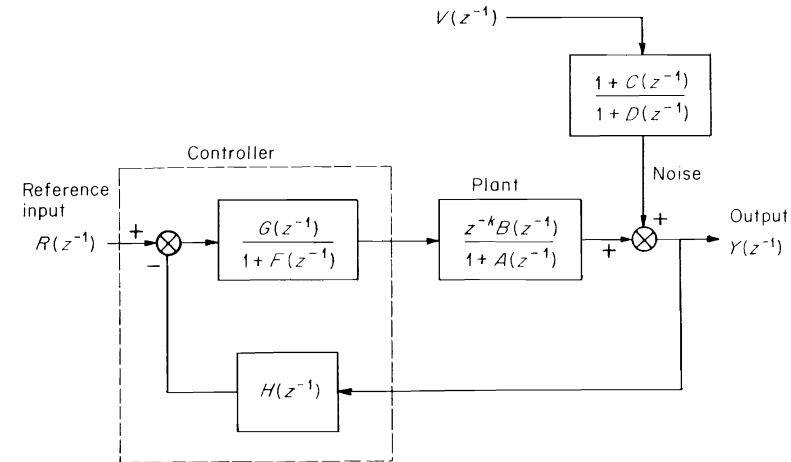 V(z⁻¹)
1 + C(z⁻¹)
1 + D(z⁻¹)
Controller
Noise
Reference
input
Plant
R(z⁻¹)
+
−
G(z⁻¹)
1 + F(z⁻¹)
z⁻ᵏB(z⁻¹)
1 + A(z⁻¹)
+
+
Output
Y(z⁻¹)
H(z⁻¹)